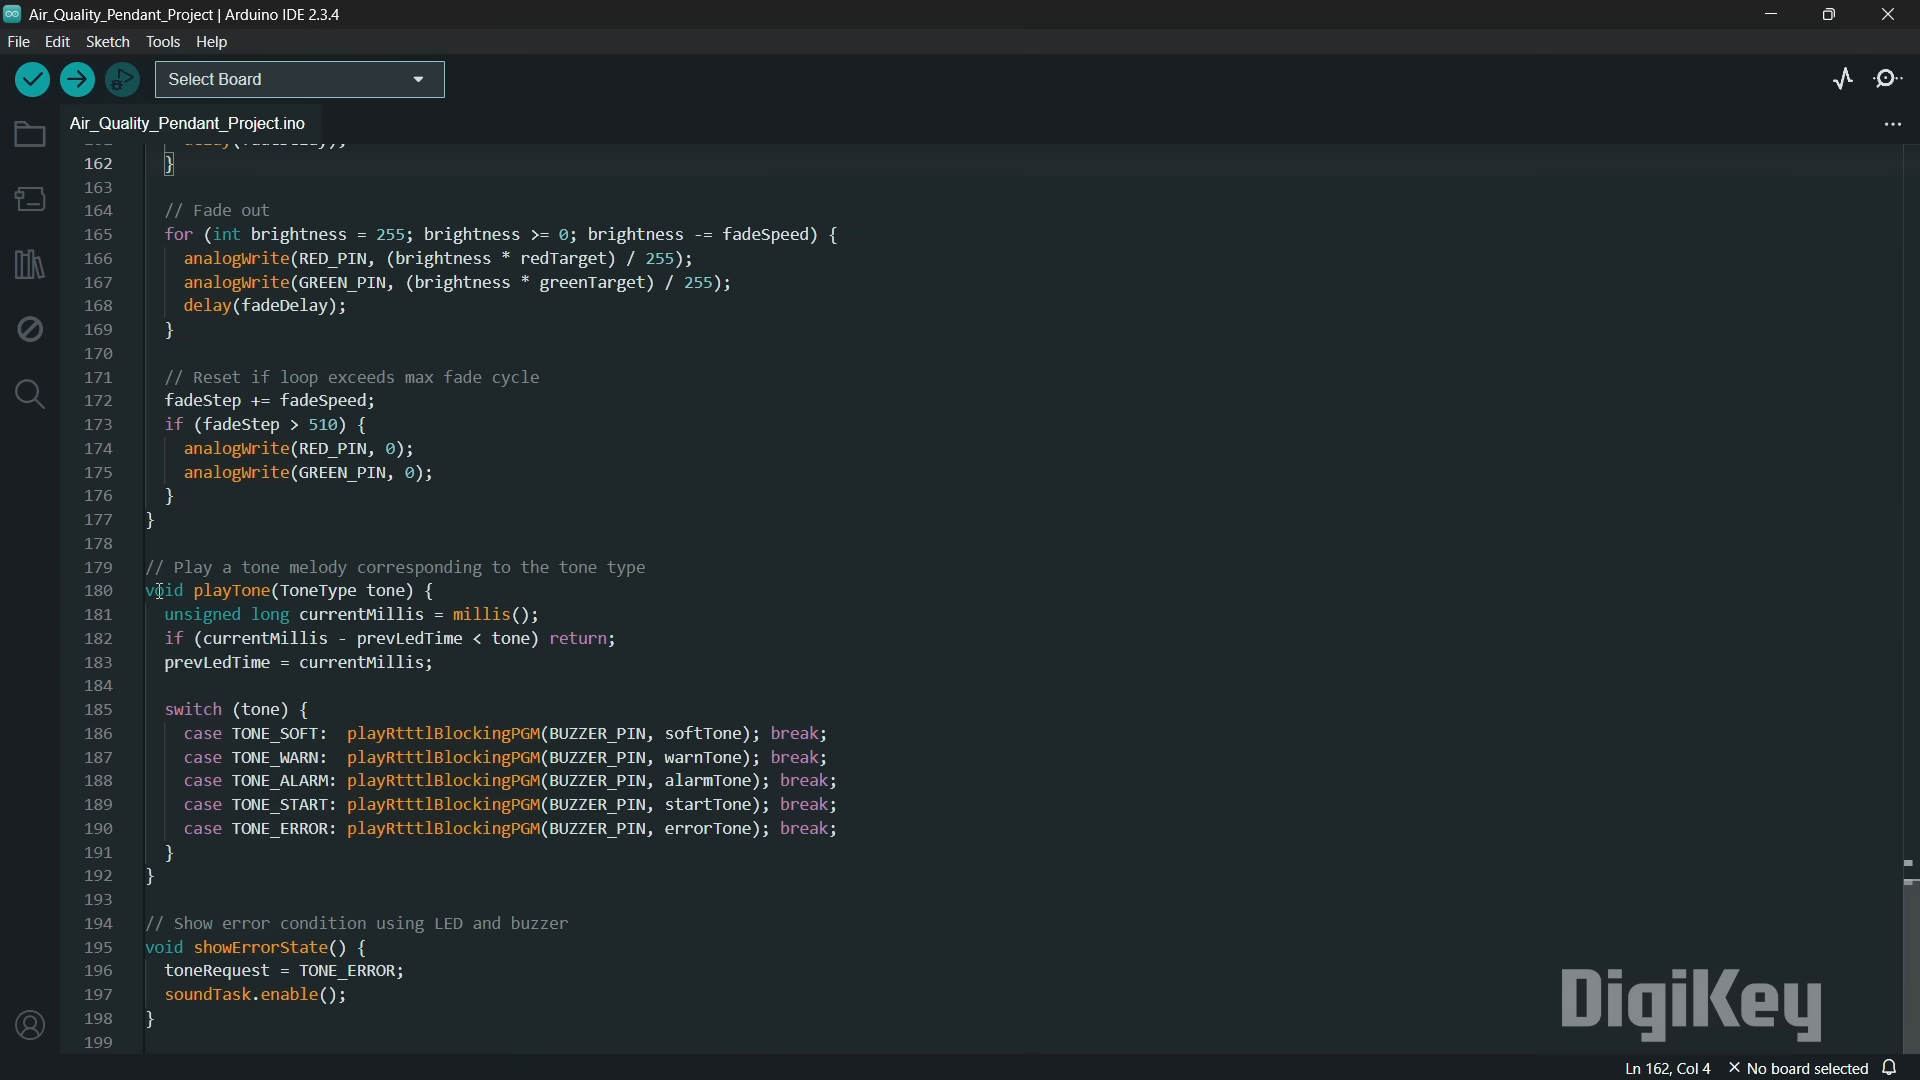 Air_Quality_Pendant_Project | Arduino IDE 2.3.4
File Edit Sketch Tools Help
Select Board
Air_Quality_Pendant_Project.ino
162 }
163
164 // Fade out
165 for (int brightness = 255; brightness >= 0; brightness -= fadeSpeed) {
166 analogWrite(RED_PIN, (brightness * redTarget) / 255);
167 analogWrite(GREEN_PIN, (brightness * greenTarget) / 255);
168 delay(fadeDelay);
169 }
170
171 // Reset if loop exceeds max fade cycle
172 fadeStep += fadeSpeed;
173 if (fadeStep > 510) {
174 analogWrite(RED_PIN, 0);
175 analogWrite(GREEN_PIN, 0);
176 }
177 }
178
179 // Play a tone melody corresponding to the tone type
180 void playTone(ToneType tone) {
181 unsigned long currentMillis = millis();
182 if (currentMillis - prevLedTime < tone) return;
183 prevLedTime = currentMillis;
184
185 switch (tone) {
186 case TONE_SOFT: playRtttlBlockingPGM(BUZZER_PIN, softTone); break;
187 case TONE_WARN: playRtttlBlockingPGM(BUZZER_PIN, warnTone); break;
188 case TONE_ALARM: playRtttlBlockingPGM(BUZZER_PIN, alarmTone); break;
189 case TONE_START: playRtttlBlockingPGM(BUZZER_PIN, startTone); break;
190 case TONE_ERROR: playRtttlBlockingPGM(BUZZER_PIN, errorTone); break;
191 }
192 }
193
194 // Show error condition using LED and buzzer
195 void showErrorState() {
196 toneRequest = TONE_ERROR;
197 soundTask.enable();
198 }
199
DigiKey
Ln 162, Col 4 No board selected